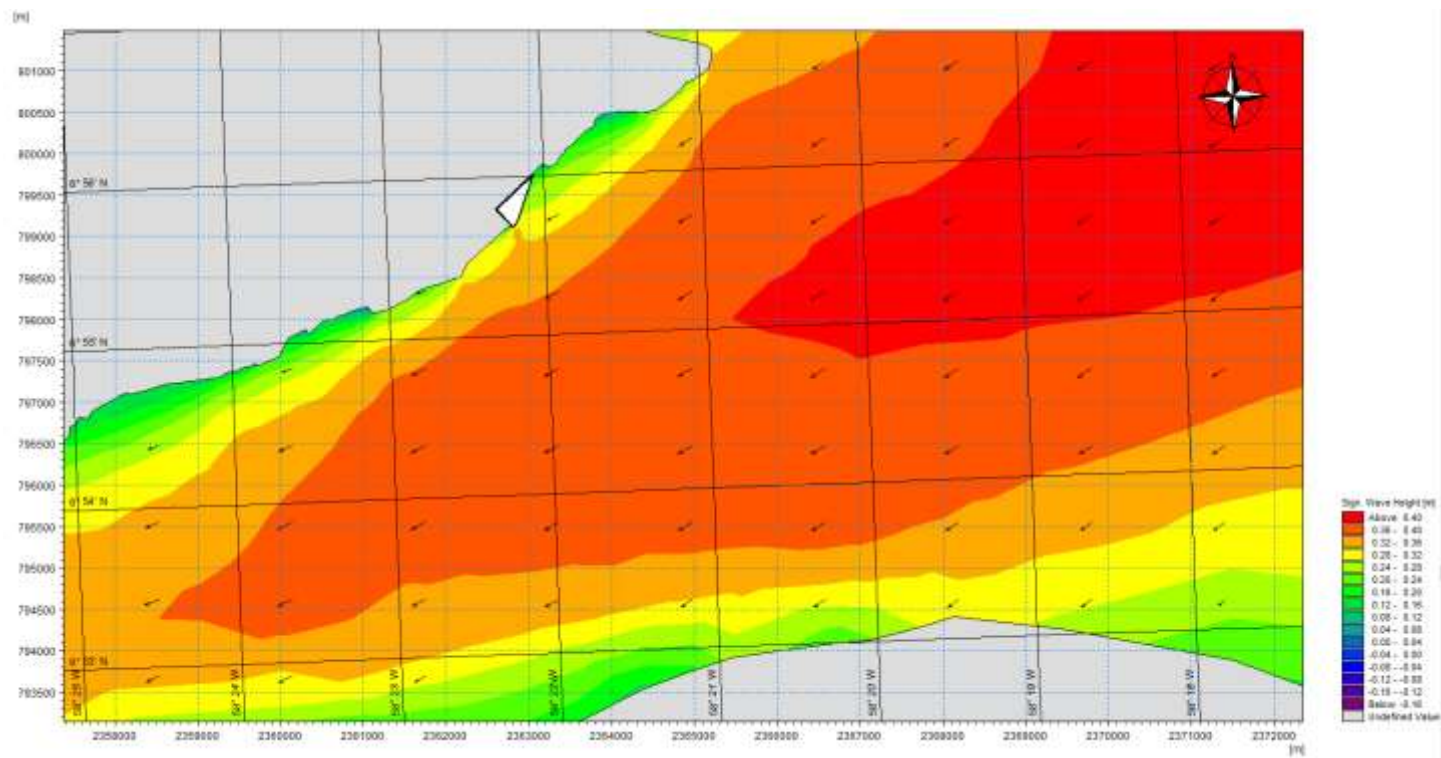 [m]
801000
800500
800000
799500
799000
798500
798000
797500
797000
796500
796000
795500
795000
794500
794000
793500
6° 56' N
6° 55' N
6° 54' N
6° 53' N
58° 25' W
58° 24' W
58° 23' W
58° 22' W
58° 21' W
58° 20' W
58° 19' W
58° 18' W
2358000 2359000 2360000 2361000 2362000 2363000 2364000 2365000 2366000 2367000 2368000 2369000 2370000 2371000 2372000
[m]
Sign. Wave Height [m]
Above 0.40
0.36 - 0.40
0.32 - 0.36
0.28 - 0.32
0.24 - 0.28
0.20 - 0.24
0.16 - 0.20
0.12 - 0.16
0.08 - 0.12
0.04 - 0.08
0.00 - 0.04
-0.04 - 0.00
-0.08 - -0.04
-0.12 - -0.08
-0.16 - -0.12
Below -0.16
Undefined Value